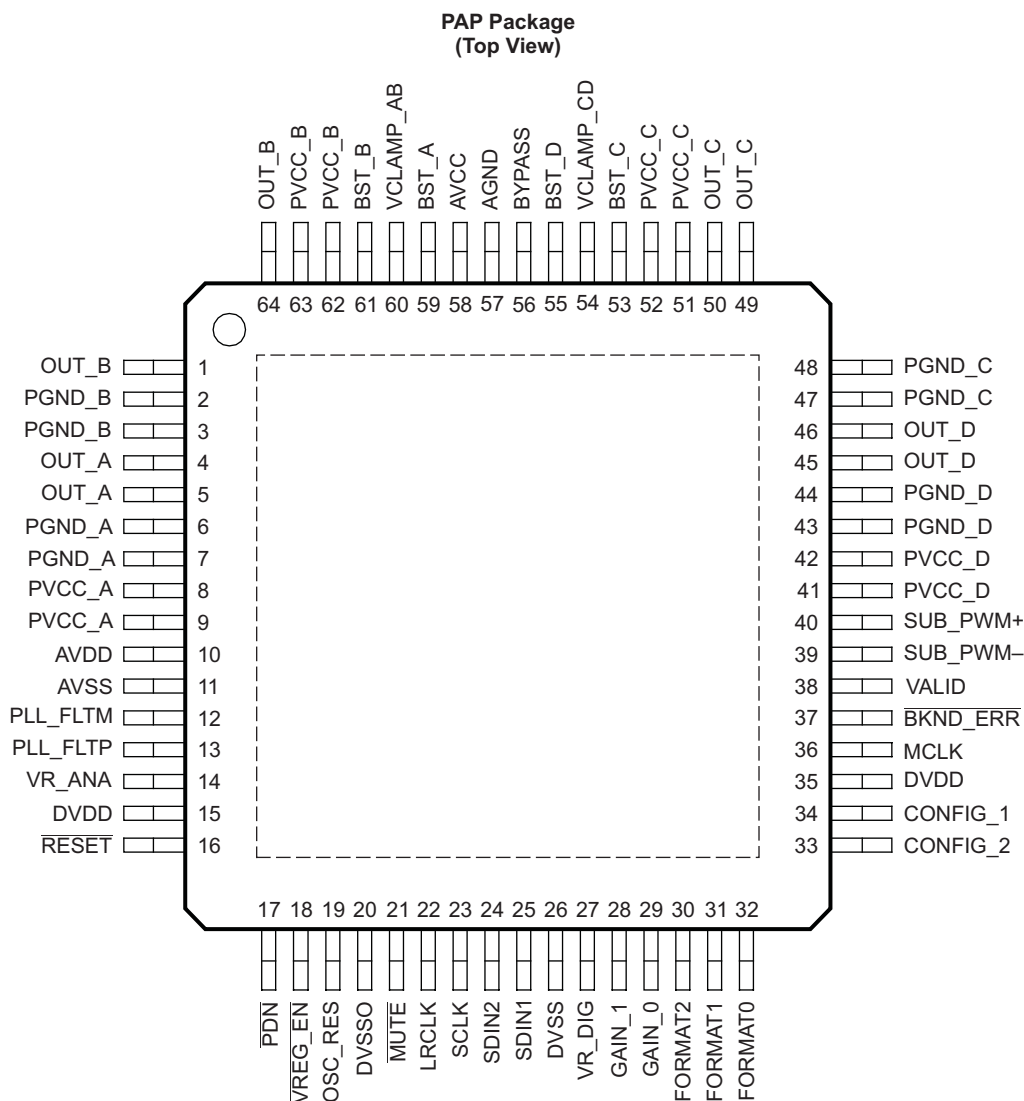 PAP Package
(Top View)
OUT_B
PVCC_B
PVCC_B
BST_B
VCLAMP_AB
BST_A
AVCC
AGND
BYPASS
BST_D
VCLAMP_CD
BST_C
PVCC_C
PVCC_C
OUT_C
OUT_C
64 63 62 61 60 59 58 57 56 55 54 53 52 51 50 49
OUT_B 1
PGND_B 2
PGND_B 3
OUT_A 4
OUT_A 5
PGND_A 6
PGND_A 7
PVCC_A 8
PVCC_A 9
AVDD 10
AVSS 11
PLL_FLTM 12
PLL_FLTP 13
VR_ANA 14
DVDD 15
RESET 16
48 PGND_C
47 PGND_C
46 OUT_D
45 OUT_D
44 PGND_D
43 PGND_D
42 PVCC_D
41 PVCC_D
40 SUB_PWM+
39 SUB_PWM–
38 VALID
37 BKND_ERR
36 MCLK
35 DVDD
34 CONFIG_1
33 CONFIG_2
17 18 19 20 21 22 23 24 25 26 27 28 29 30 31 32
PDN
VREG_EN
OSC_RES
DVSSO
MUTE
LRCLK
SCLK
SDIN2
SDIN1
DVSS
VR_DIG
GAIN_1
GAIN_0
FORMAT2
FORMAT1
FORMAT0